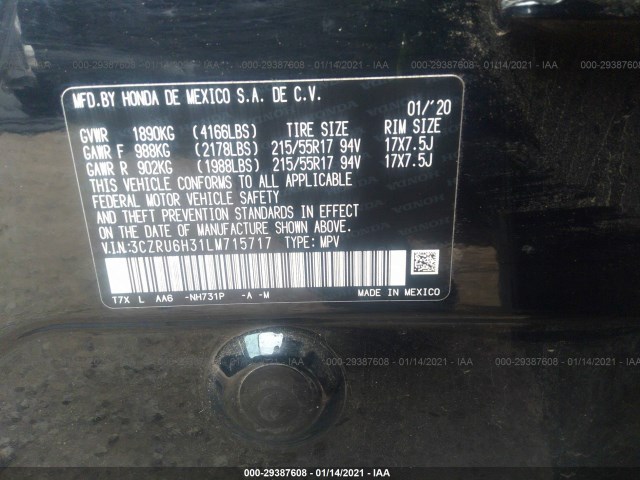 000-29387608 - 01/14/2021 - IAA
000-29387608 - 01/14/2021 - IAA
MFD.BY HONDA DE MEXICO S.A. DE C.V.
01/'20
GVWR 1890KG (4166LBS) TIRE SIZE RIM SIZE
GAWR F 988KG (2178LBS) 215/55R17 94V 17X7.5J
GAWR R 902KG (1988LBS) 215/55R17 94V 17X7.5J
THIS VEHICLE CONFORMS TO ALL APPLICABLE
FEDERAL MOTOR VEHICLE SAFETY
AND THEFT PREVENTION STANDARDS IN EFFECT
ON THE DATE OF MANUFACTURE SHOWN ABOVE.
V.I.N:3CZRU6H31LM715717 TYPE: MPV
T7X L AA6 -NH731P -A -M MADE IN MEXICO
000-29387608 - 01/14/2021 - IAA
000-29387608 - 01/14/2021 - IAA
000-29387608 - 01/14/2021 - IAA